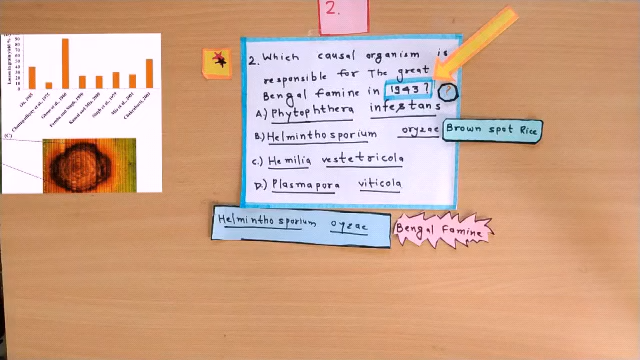 2.
2. Which causal organism is
responsible for The great
Bengal famine in 1943? ?
A.) Phytophthera infestans
B.) Helminthosporium oryzae Brown spot Rice
C.) Hemilia vestetricola
D.) Plasmapora viticola
Helminthosporium oryzae
Bengal Famine